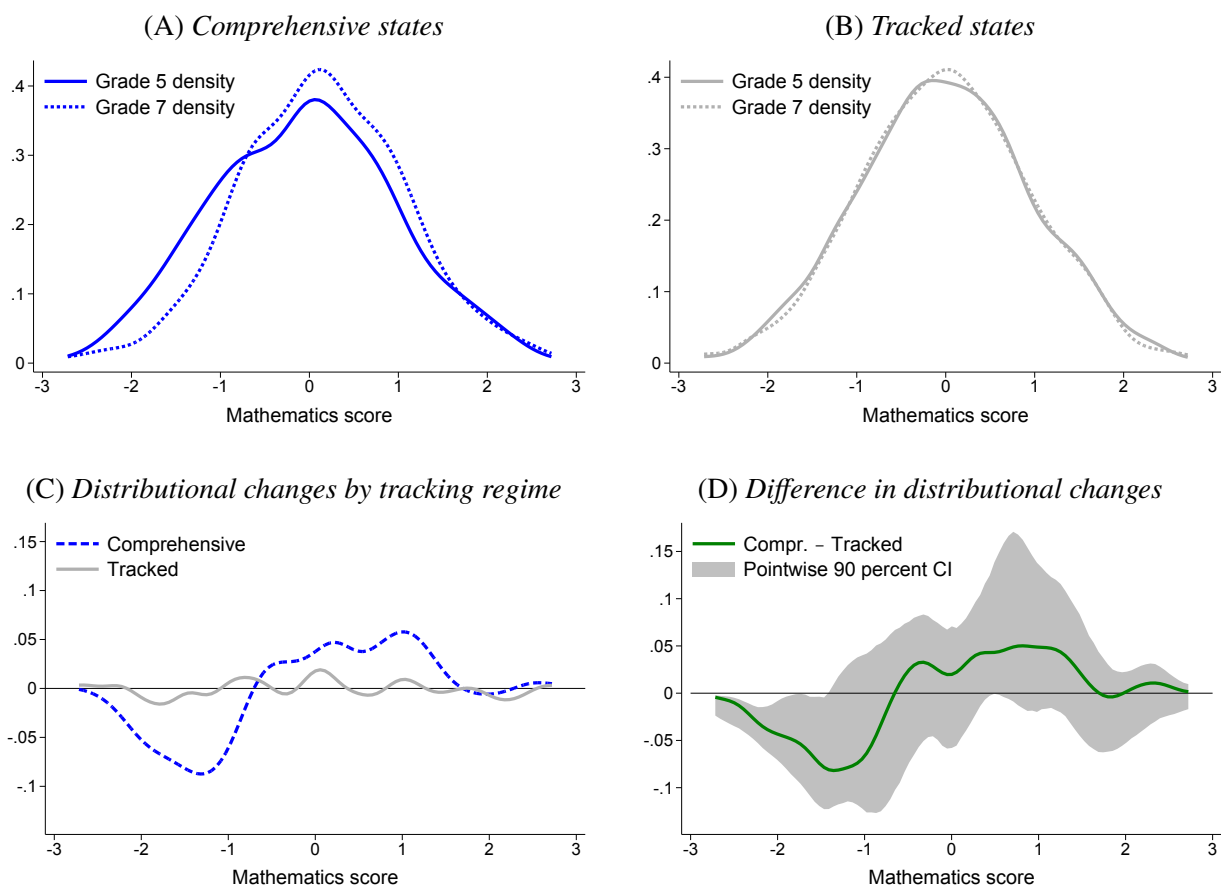 (A) Comprehensive states
Grade 5 density
Grade 7 density
.4
.3
.2
.1
0
-3 -2 -1 0 1 2 3
Mathematics score
(B) Tracked states
Grade 5 density
Grade 7 density
.4
.3
.2
.1
0
-3 -2 -1 0 1 2 3
Mathematics score
(C) Distributional changes by tracking regime
Comprehensive
Tracked
.15
.1
.05
0
-.05
-.1
-3 -2 -1 0 1 2 3
Mathematics score
(D) Difference in distributional changes
Compr. – Tracked
Pointwise 90 percent CI
.15
.1
.05
0
-.05
-.1
-3 -2 -1 0 1 2 3
Mathematics score